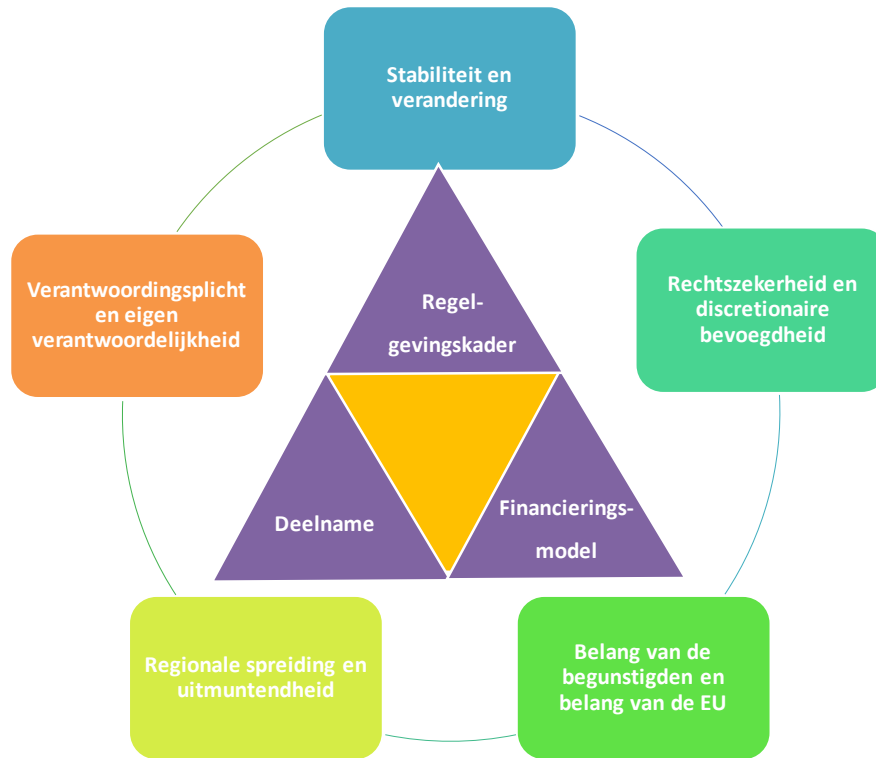 Stabiliteit en
verandering
Verantwoordingsplicht
en eigen
verantwoordelijkheid
Rechtszekerheid en
discretionaire
bevoegdheid
Regel-
gevingskader
Deelname
Financierings-
model
Regionale spreiding en
uitmuntendheid
Belang van de
begunstigden en
belang van de EU